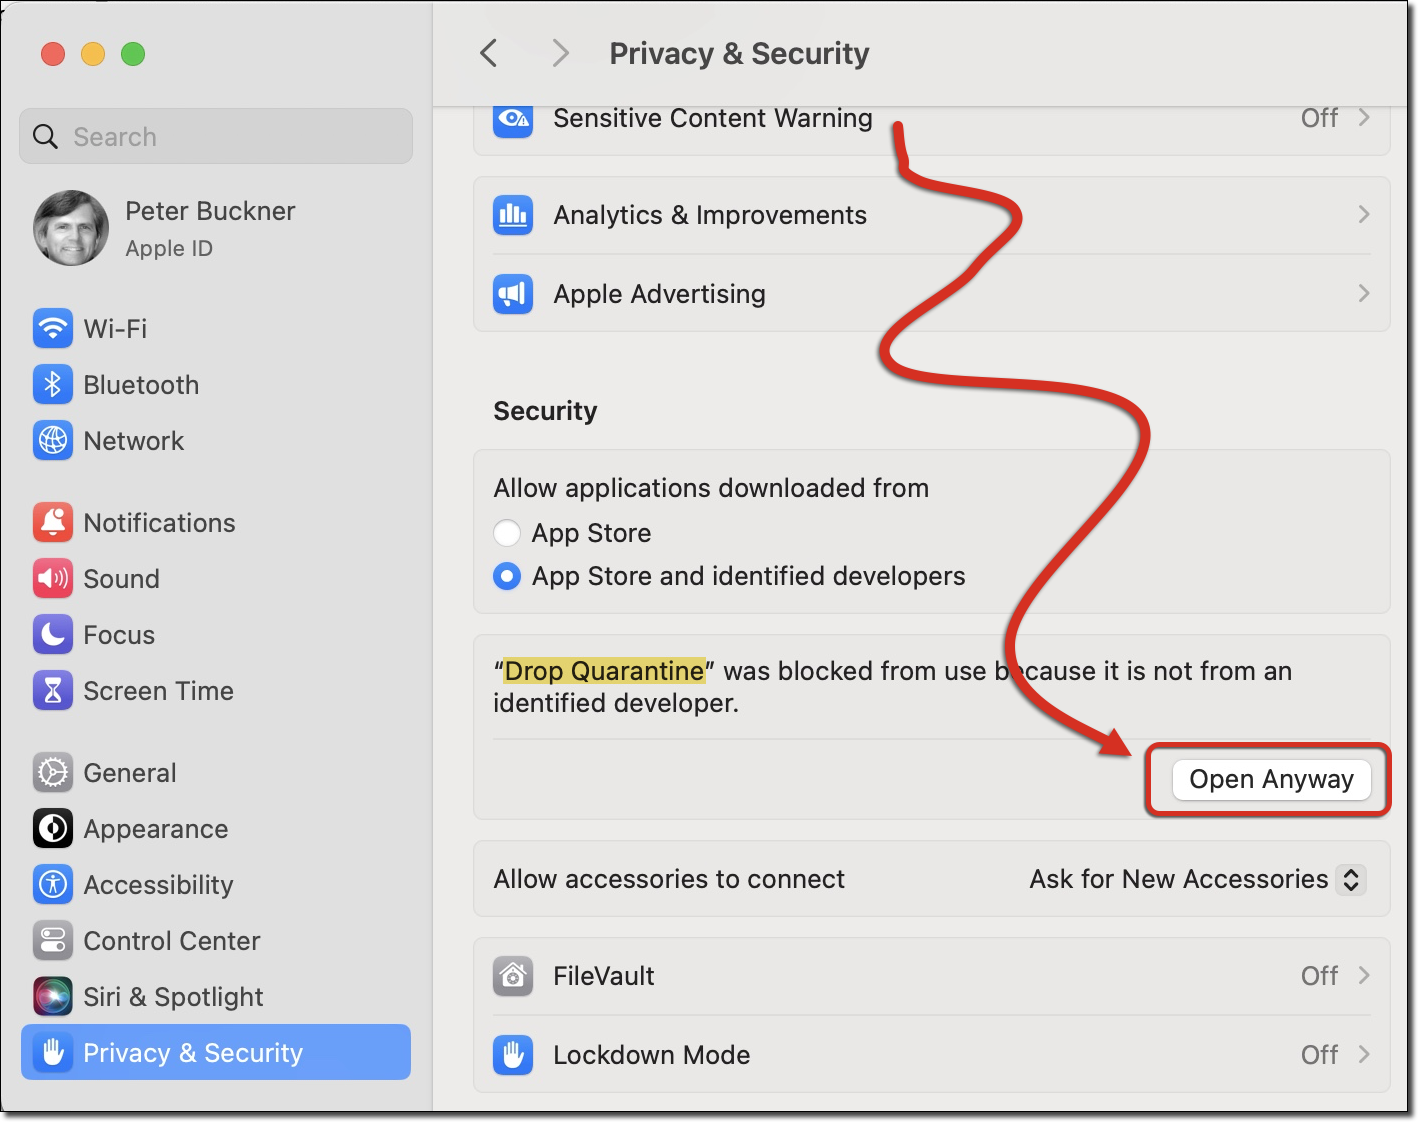 Privacy & Security
Search
Peter Buckner
Apple ID
Wi-Fi
Bluetooth
Network
Notifications
Sound
Focus
Screen Time
General
Appearance
Accessibility
Control Center
Siri & Spotlight
Privacy & Security
Sensitive Content Warning Off
Analytics & Improvements
Apple Advertising
Security
Allow applications downloaded from
App Store
App Store and identified developers
“Drop Quarantine” was blocked from use because it is not from an
identified developer.
Open Anyway
Allow accessories to connect Ask for New Accessories
FileVault Off
Lockdown Mode Off